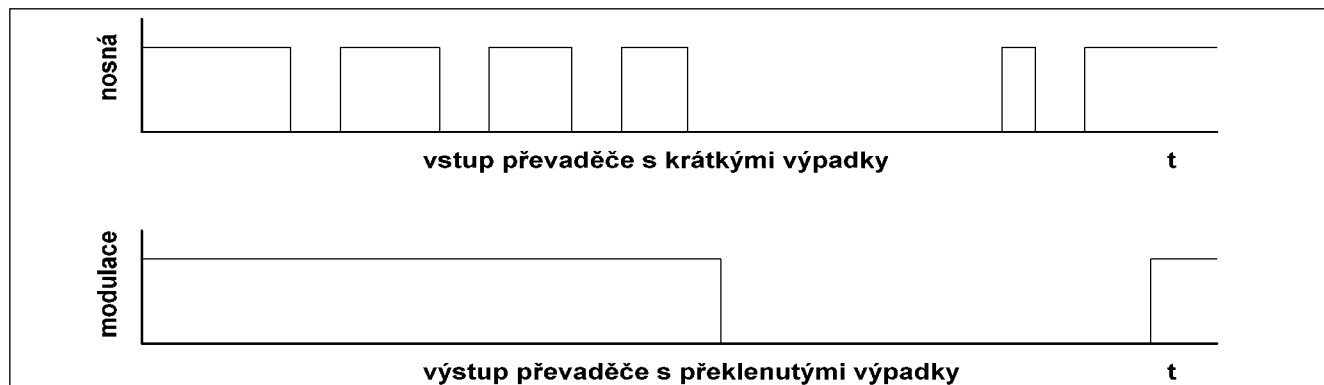 nosná
vstup převaděče s krátkými výpadky
t
modulace
výstup převaděče s překlenutými výpadky
t